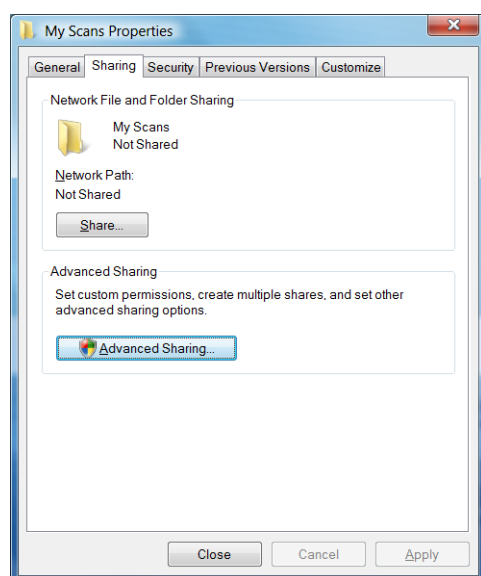 My Scans Properties
General Sharing Security Previous Versions Customize
Network File and Folder Sharing
My Scans
Not Shared
Network Path:
Not Shared
Share...
Advanced Sharing
Set custom permissions, create multiple shares, and set other
advanced sharing options.
Advanced Sharing...
Close Cancel Apply